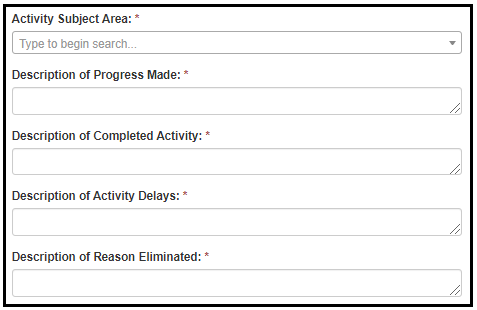 Activity Subject Area: *
Type to begin search...
Description of Progress Made: *
Description of Completed Activity: *
Description of Activity Delays: *
Description of Reason Eliminated: *